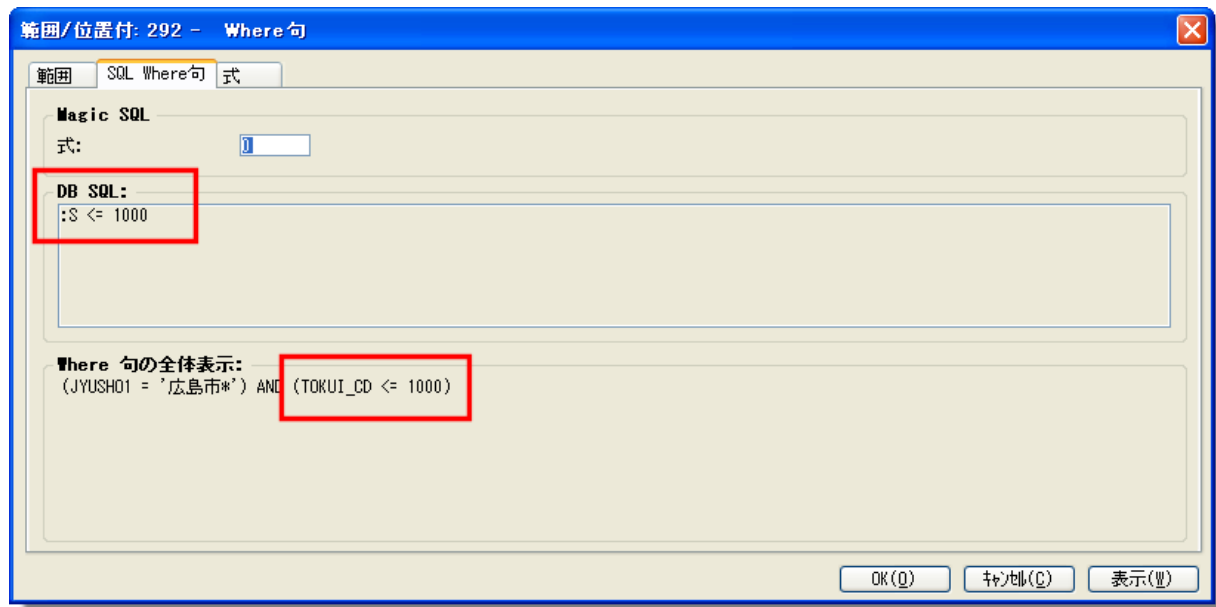 範囲/位置付: 292 - Where句
範囲 SQL Where句 式
Magic SQL
式: 0
DB SQL:
:S <= 1000
Where 句の全体表示:
(JYUSHO1 = '広島市*') AND (TOKUI_CD <= 1000)
OK(O) ｷｬﾝｾﾙ(C) 表示(W)